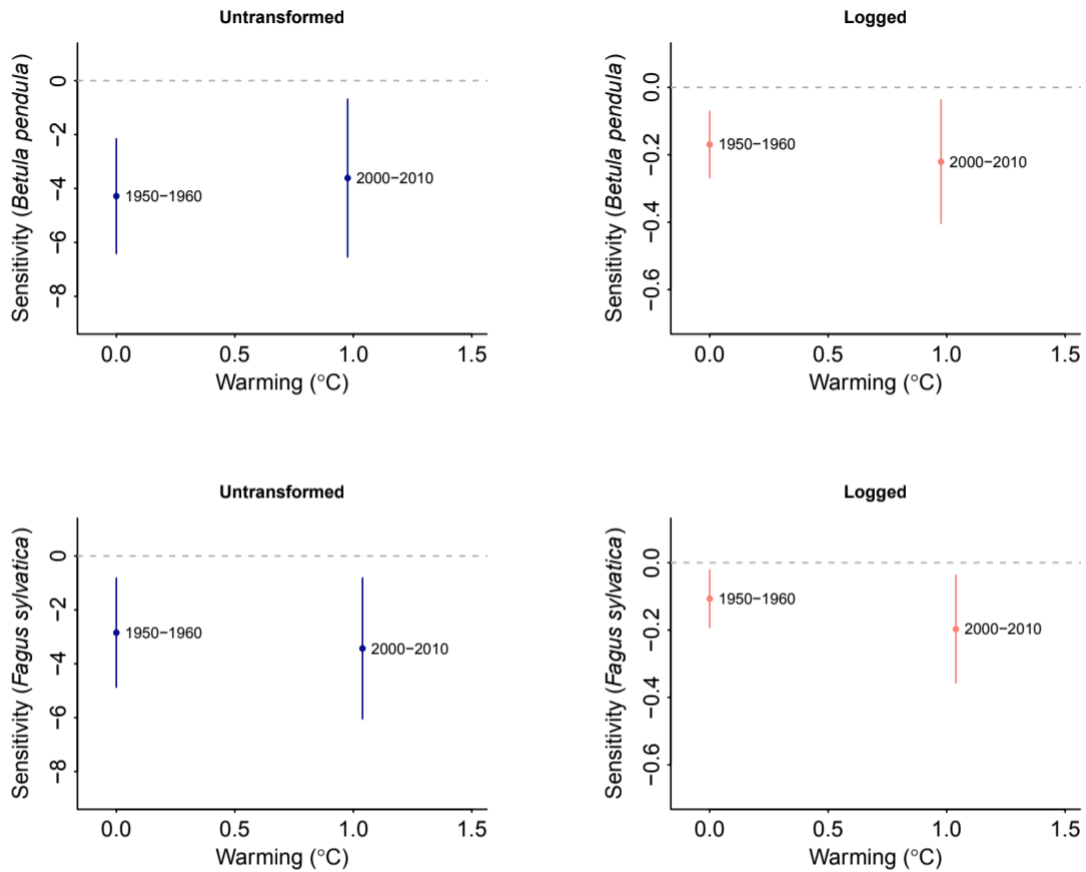 Untransformed
Sensitivity (Betula pendula)
0
−2
−4
−6
−8
1950−1960
2000−2010
0.0 0.5 1.0 1.5
Warming (°C)
Logged
Sensitivity (Betula pendula)
0.0
−0.2
−0.4
−0.6
1950−1960
2000−2010
0.0 0.5 1.0 1.5
Warming (°C)
Untransformed
Sensitivity (Fagus sylvatica)
0
−2
−4
−6
−8
1950−1960
2000−2010
0.0 0.5 1.0 1.5
Warming (°C)
Logged
Sensitivity (Fagus sylvatica)
0.0
−0.2
−0.4
−0.6
1950−1960
2000−2010
0.0 0.5 1.0 1.5
Warming (°C)